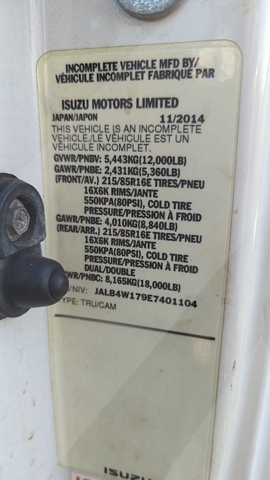 INCOMPLETE VEHICLE MFD BY/
VÉHICULE INCOMPLET FABRIQUÉ PAR
ISUZU MOTORS LIMITED
JAPAN/JAPON 11/2014
THIS VEHICLE IS AN INCOMPLETE
VEHICLE./LE VÉHICULE EST UN
VÉHICULE INCOMPLET.
GVWR/PNBV: 5,443KG(12,000LB)
GAWR/PNBE: 2,431KG(5,360LB)
(FRONT/AV.) 215/85R16E TIRES/PNEU
16X6K RIMS/JANTE
550KPA(80PSI), COLD TIRE
PRESSURE/PRESSION À FROID
GAWR/PNBE: 4,010KG(8,840LB)
(REAR/ARR.) 215/85R16E TIRES/PNEU
16X6K RIMS/JANTE
550KPA(80PSI), COLD TIRE
PRESSURE/PRESSION À FROID
DUAL/DOUBLE
WR/PNBC: 8,165KG(18,000LB)
/NIV: JALB4W179E7401104
TYPE: TRU/CAM
ISUZU